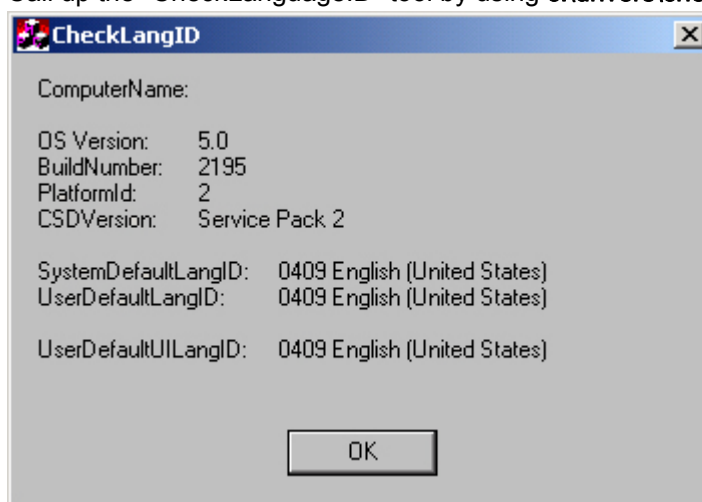 CheckLangID
ComputerName:
OS Version: 5.0
BuildNumber: 2195
PlatformId: 2
CSDVersion: Service Pack 2
SystemDefaultLangID: 0409 English (United States)
UserDefaultLangID: 0409 English (United States)
UserDefaultUILangID: 0409 English (United States)
OK